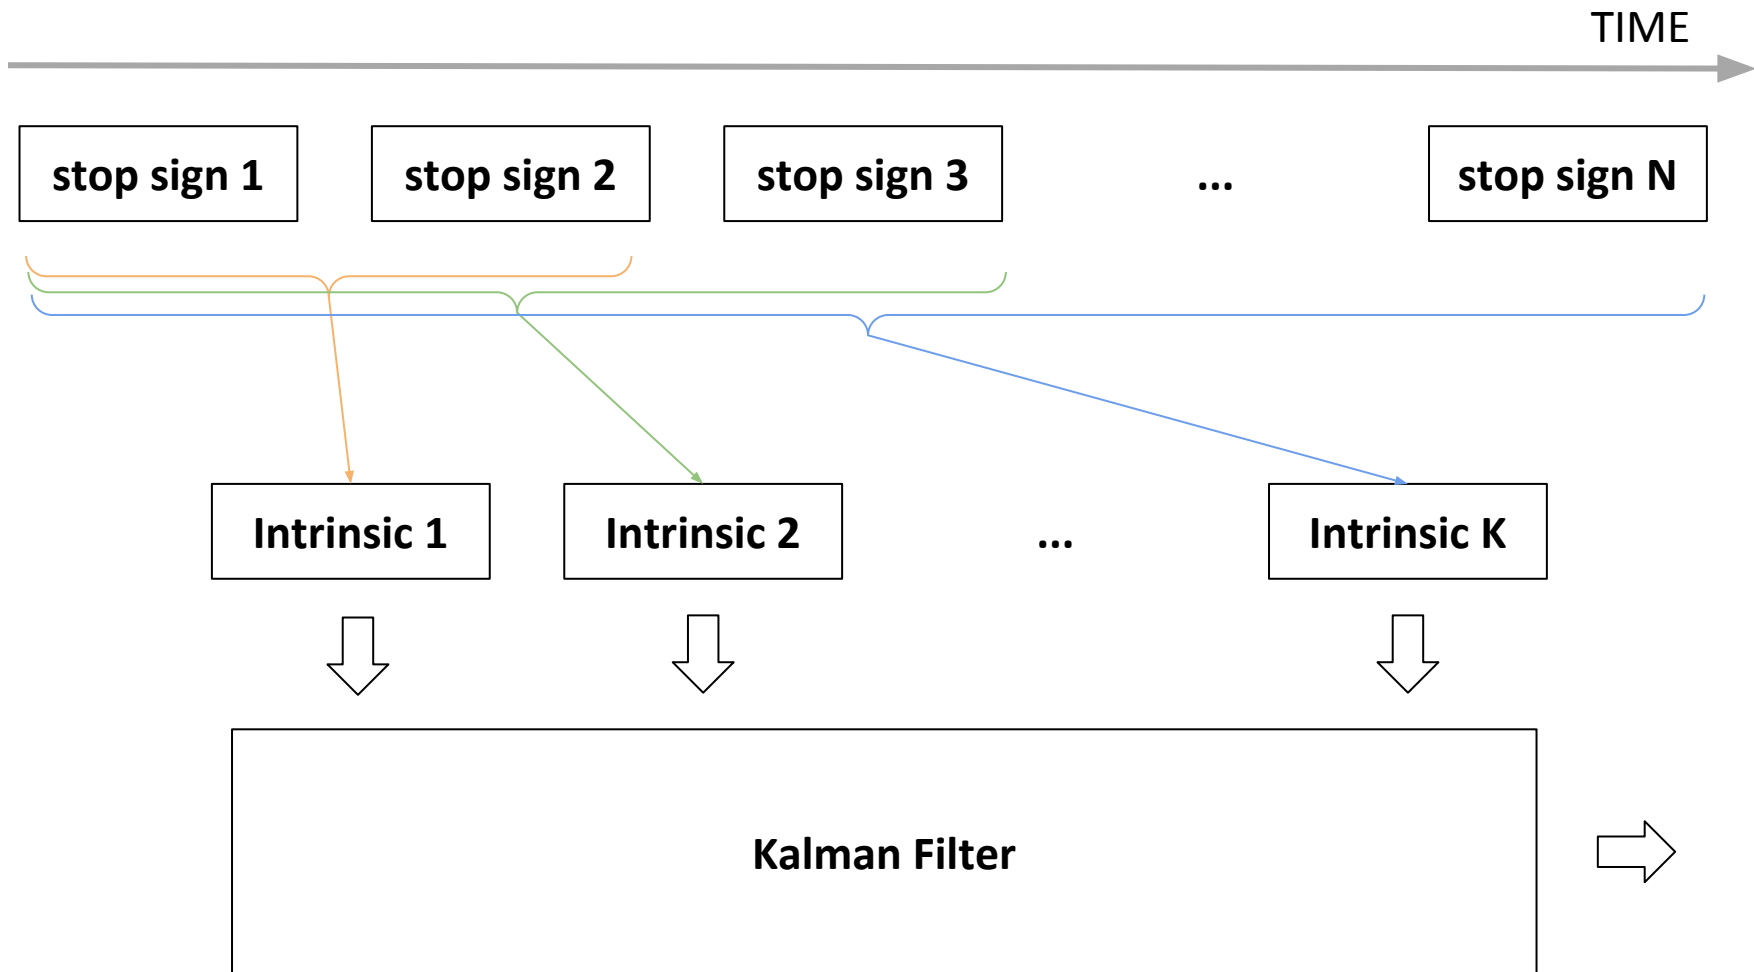 TIME
stop sign 1
stop sign 2
stop sign 3
...
stop sign N
Intrinsic 1
Intrinsic 2
...
Intrinsic K
Kalman Filter